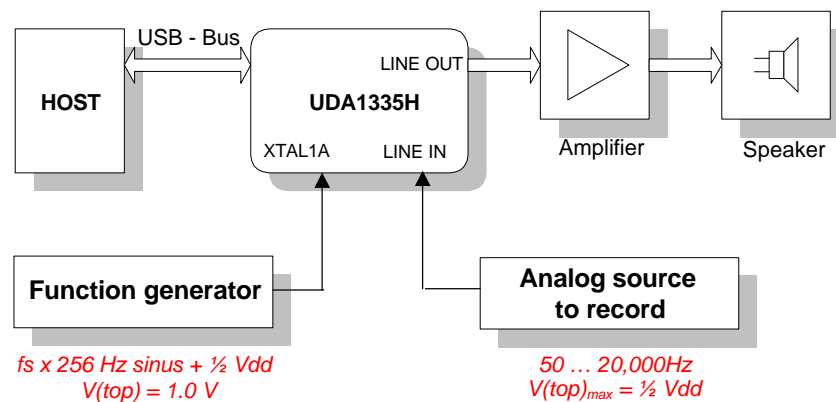 USB - Bus
HOST
LINE OUT
UDA1335H
XTAL1A
LINE IN
Amplifier
Speaker
Function generator
Analog source
to record
fs x 256 Hz sinus + ½ Vdd
V(top) = 1.0 V
50 … 20,000Hz
V(top)max = ½ Vdd